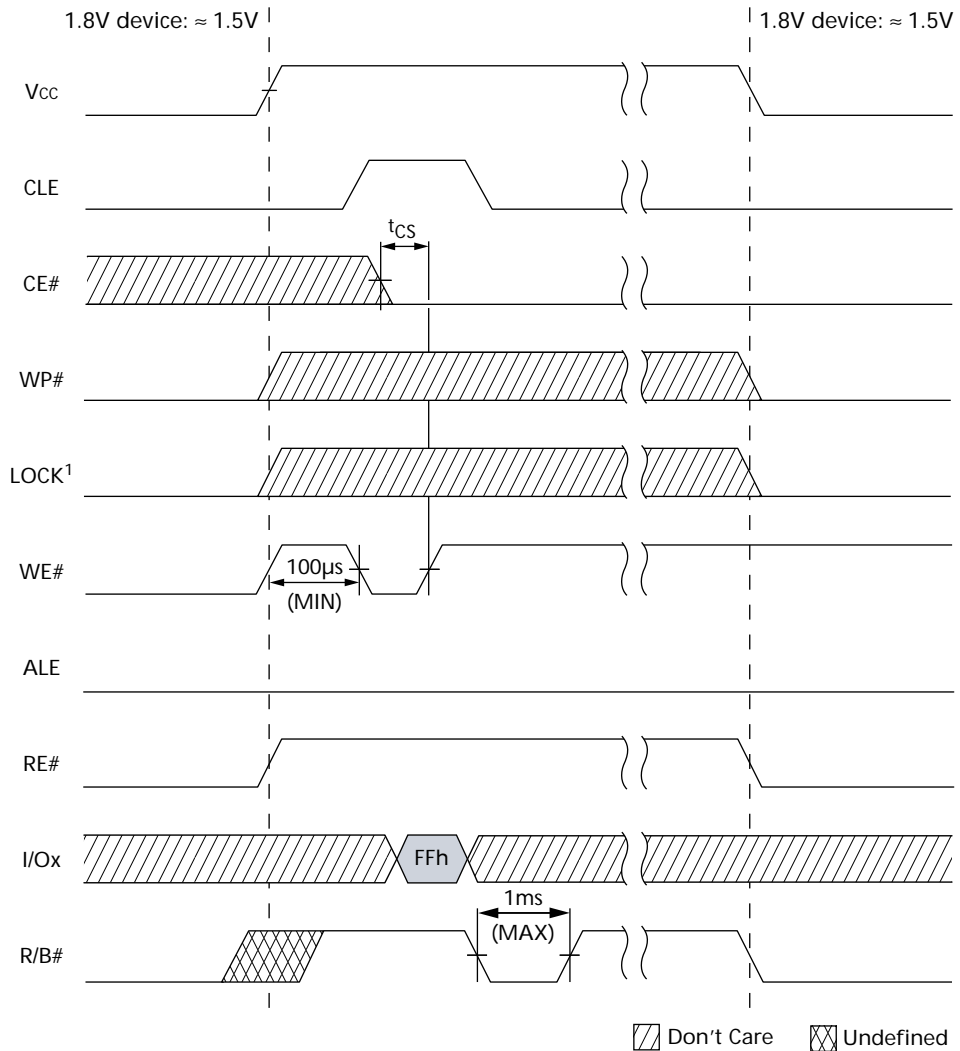 1.8V device: ≈ 1.5V
1.8V device: ≈ 1.5V
Vcc
CLE
tCS
CE#
WP#
LOCK¹
WE#
100µs
(MIN)
ALE
RE#
I/Ox
FFh
1ms
(MAX)
R/B#
Don't Care
Undefined